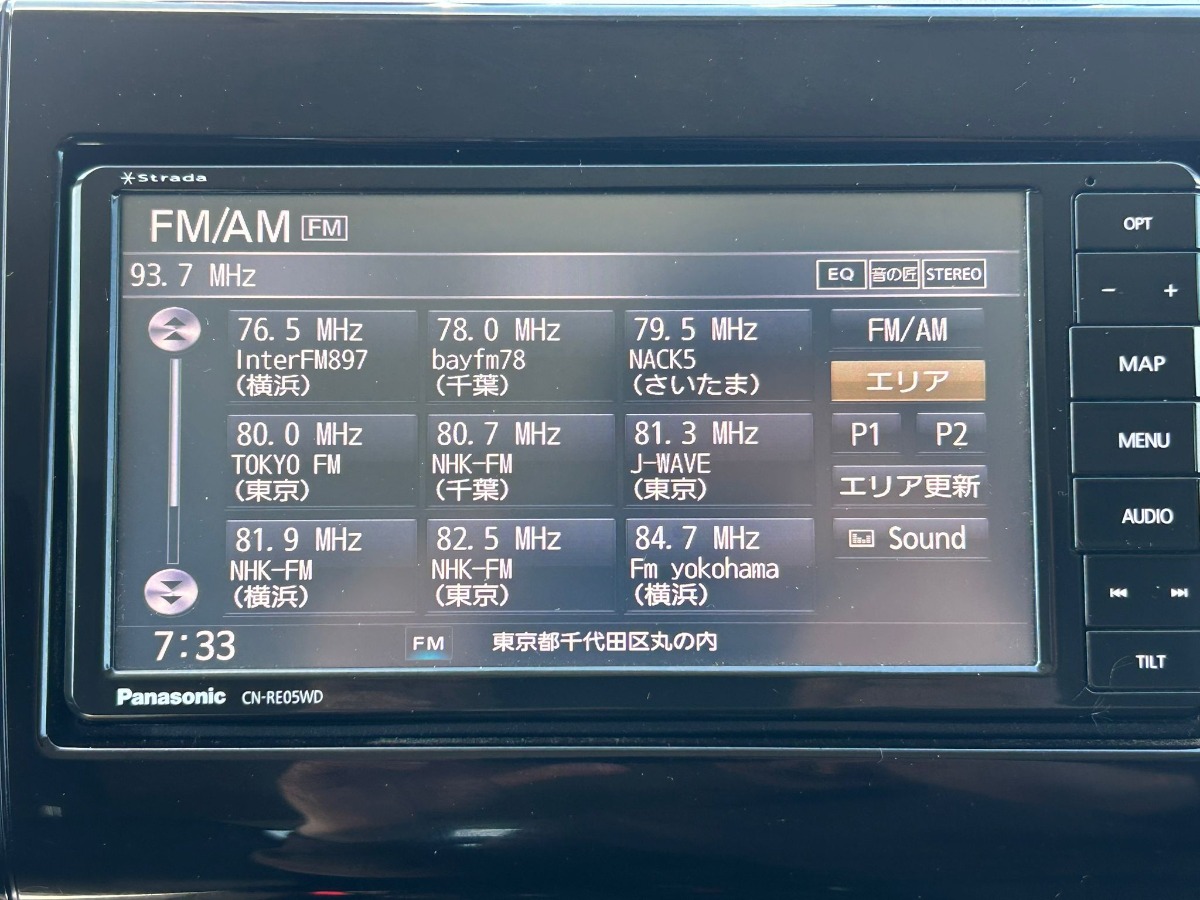 Strada
FM/AM FM
93.7 MHz EQ 音の匠 STEREO
76.5 MHz
InterFM897
(横浜)
78.0 MHz
bayfm78
(千葉)
79.5 MHz
NACK5
(さいたま)
FM/AM
エリア
80.0 MHz
TOKYO FM
(東京)
80.7 MHz
NHK-FM
(千葉)
81.3 MHz
J-WAVE
(東京)
P1 P2
エリア更新
81.9 MHz
NHK-FM
(横浜)
82.5 MHz
NHK-FM
(東京)
84.7 MHz
Fm yokohama
(横浜)
Sound
7:33 FM 東京都千代田区丸の内
Panasonic CN-RE05WD
OPT
− +
MAP
MENU
AUDIO
TILT